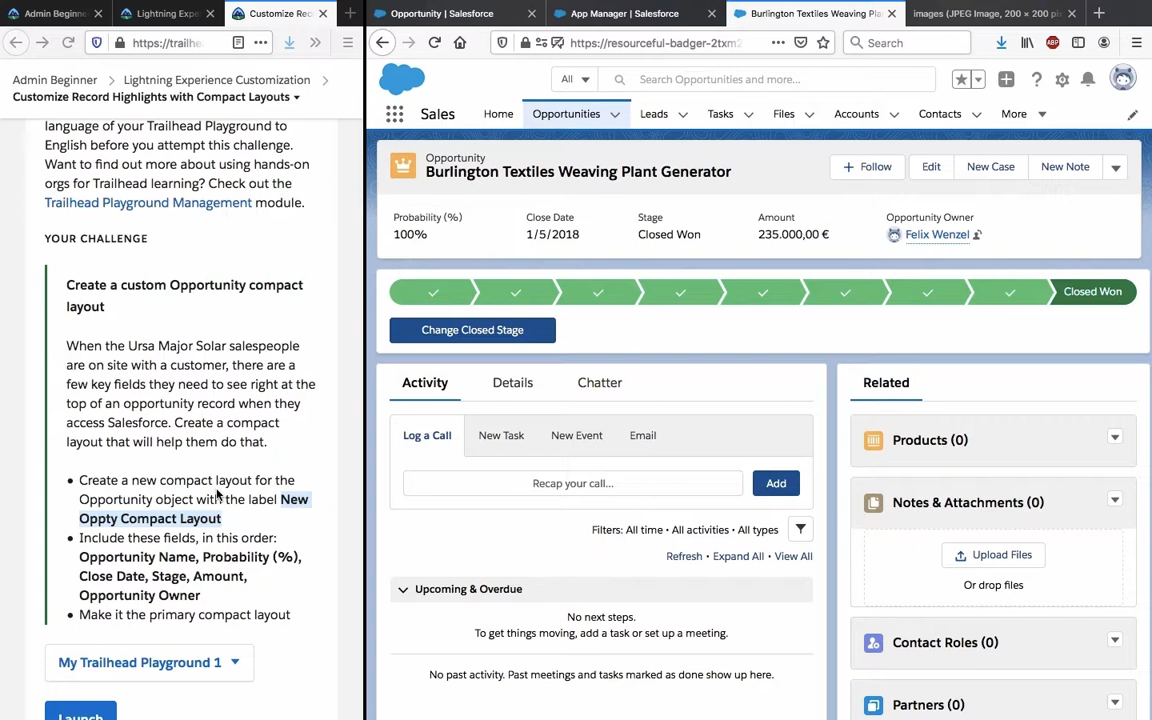 Admin Beginne
Lightning Expe
Customize Rec
https://trailhe
Admin Beginner
Lightning Experience Customization
Customize Record Highlights with Compact Layouts
language of your Trailhead Playground to
English before you attempt this challenge.
Want to find out more about using hands-on
orgs for Trailhead learning? Check out the
Trailhead Playground Management module.
YOUR CHALLENGE
Create a custom Opportunity compact
layout
When the Ursa Major Solar salespeople
are on site with a customer, there are a
few key fields they need to see right at the
top of an opportunity record when they
access Salesforce. Create a compact
layout that will help them do that.
Create a new compact layout for the
Opportunity object with the label New
Oppty Compact Layout
Include these fields, in this order:
Opportunity Name, Probability (%),
Close Date, Stage, Amount,
Opportunity Owner
Make it the primary compact layout
My Trailhead Playground 1
Launch
Opportunity | Salesforce
App Manager | Salesforce
Burlington Textiles Weaving Plan
images (JPEG Image, 200 × 200 pix
https://resourceful-badger-2txm2
Search
ABP
All
Search Opportunities and more...
Sales
Home
Opportunities
Leads
Tasks
Files
Accounts
Contacts
More
Opportunity
Burlington Textiles Weaving Plant Generator
Follow
Edit
New Case
New Note
Probability (%)
Close Date
Stage
Amount
Opportunity Owner
100%
1/5/2018
Closed Won
235.000,00 €
Felix Wenzel
Closed Won
Change Closed Stage
Activity
Details
Chatter
Log a Call
New Task
New Event
Email
Recap your call...
Add
Filters: All time • All activities • All types
Refresh • Expand All • View All
Upcoming & Overdue
No next steps.
To get things moving, add a task or set up a meeting.
No past activity. Past meetings and tasks marked as done show up here.
Related
Products (0)
Notes & Attachments (0)
Upload Files
Or drop files
Contact Roles (0)
Partners (0)